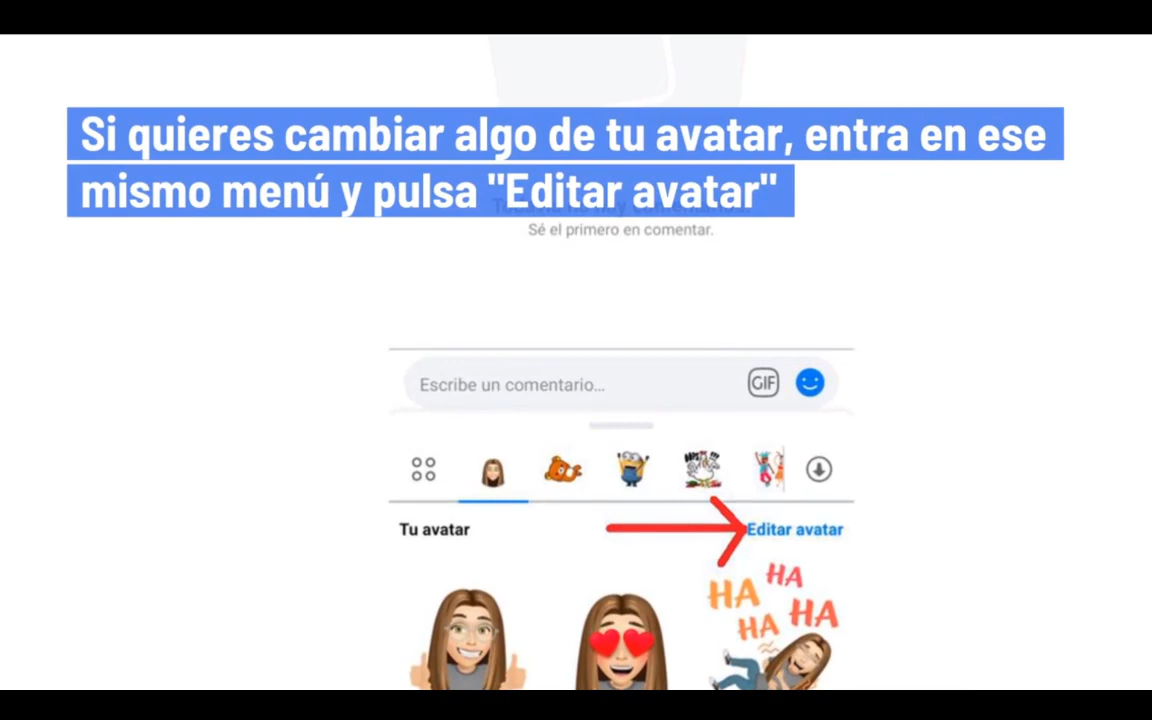 Si quieres cambiar algo de tu avatar, entra en ese
mismo menú y pulsa "Editar avatar"
Sé el primero en comentar.
Escribe un comentario...
GIF
Tu avatar
Editar avatar
HA
HA
HA
HA